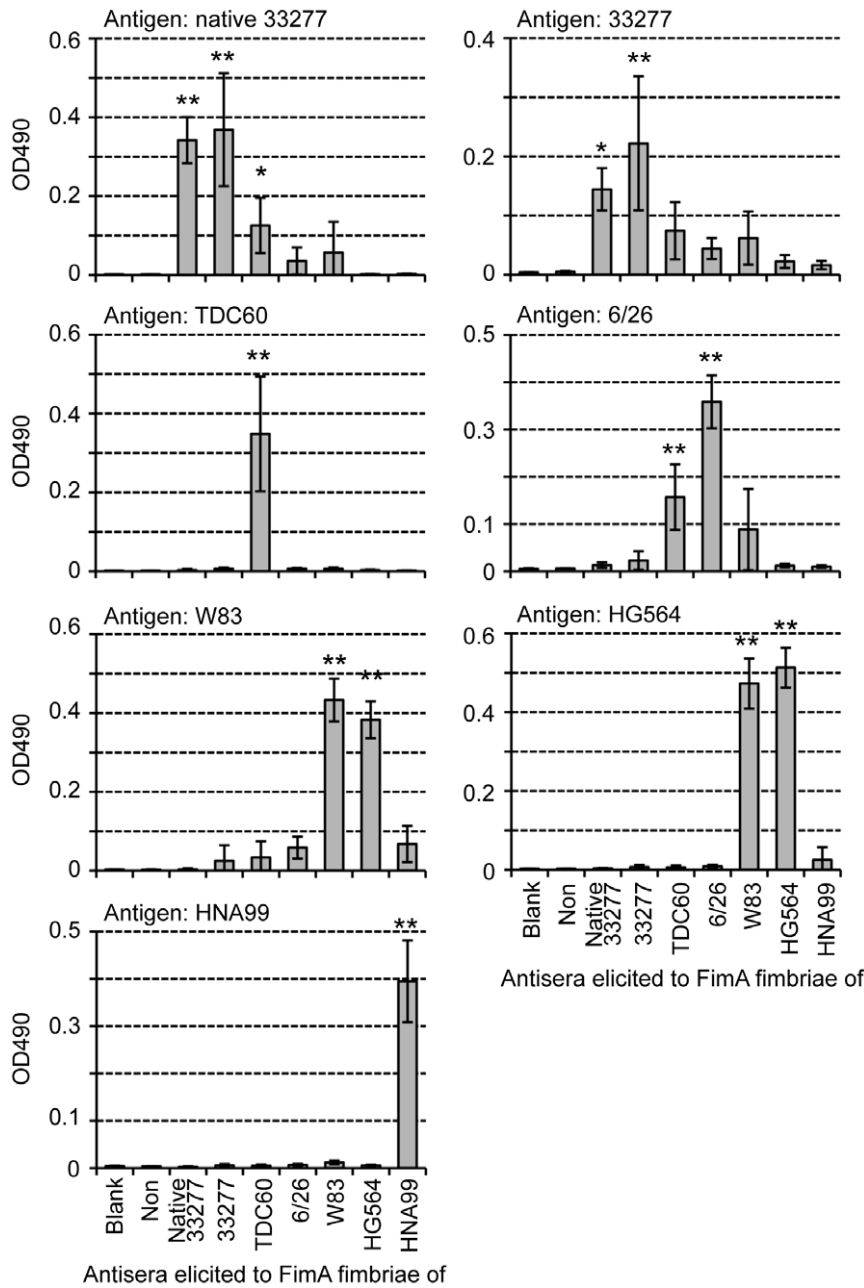 Antigen: native 33277
0.6
0.4
0.2
0
OD490
**
**
*
Antigen: 33277
0.4
0.2
0
*
**
Antigen: TDC60
0.6
0.4
0.2
0
OD490
**
Antigen: 6/26
0.5
0.3
0.1
0
**
**
Antigen: W83
0.6
0.4
0.2
0
OD490
**
**
Antigen: HG564
0.6
0.5
0.4
0.2
0
**
**
Blank
Non
Native
33277
33277
TDC60
6/26
W83
HG564
HNA99
Antisera elicited to FimA fimbriae of
Antigen: HNA99
0.5
0.3
0.1
0
OD490
**
Blank
Non
Native
33277
33277
TDC60
6/26
W83
HG564
HNA99
Antisera elicited to FimA fimbriae of